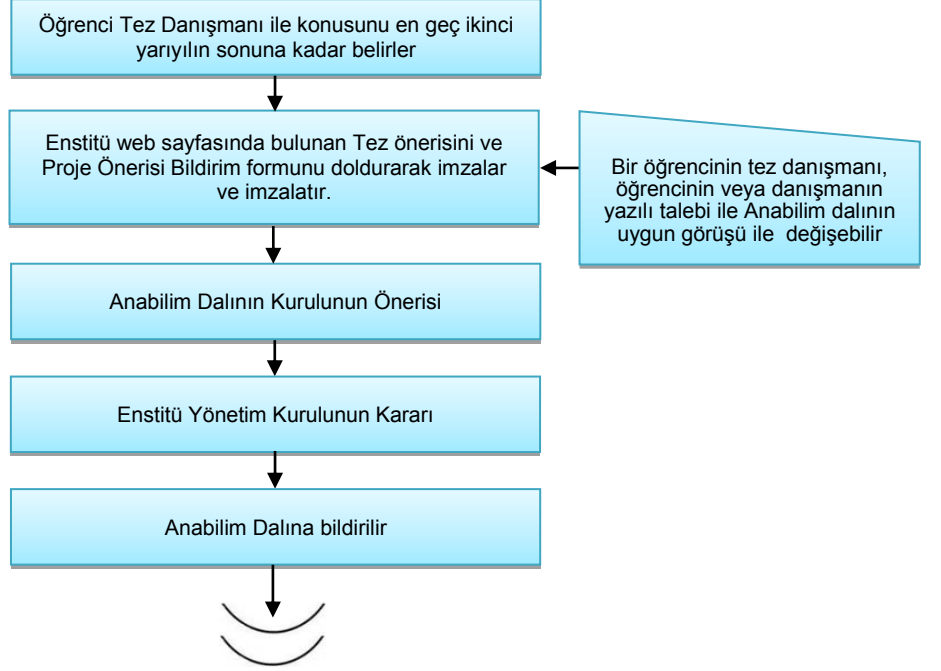 Öğrenci Tez Danışmanı ile konusunu en geç ikinci
yarıyılın sonuna kadar belirler
Enstitü web sayfasında bulunan Tez önerisini ve
Proje Önerisi Bildirim formunu doldurarak imzalar
ve imzalatır.
Bir öğrencinin tez danışmanı,
öğrencinin veya danışmanın
yazılı talebi ile Anabilim dalının
uygun görüşü ile değişebilir
Anabilim Dalının Kurulunun Önerisi
Enstitü Yönetim Kurulunun Kararı
Anabilim Dalına bildirilir